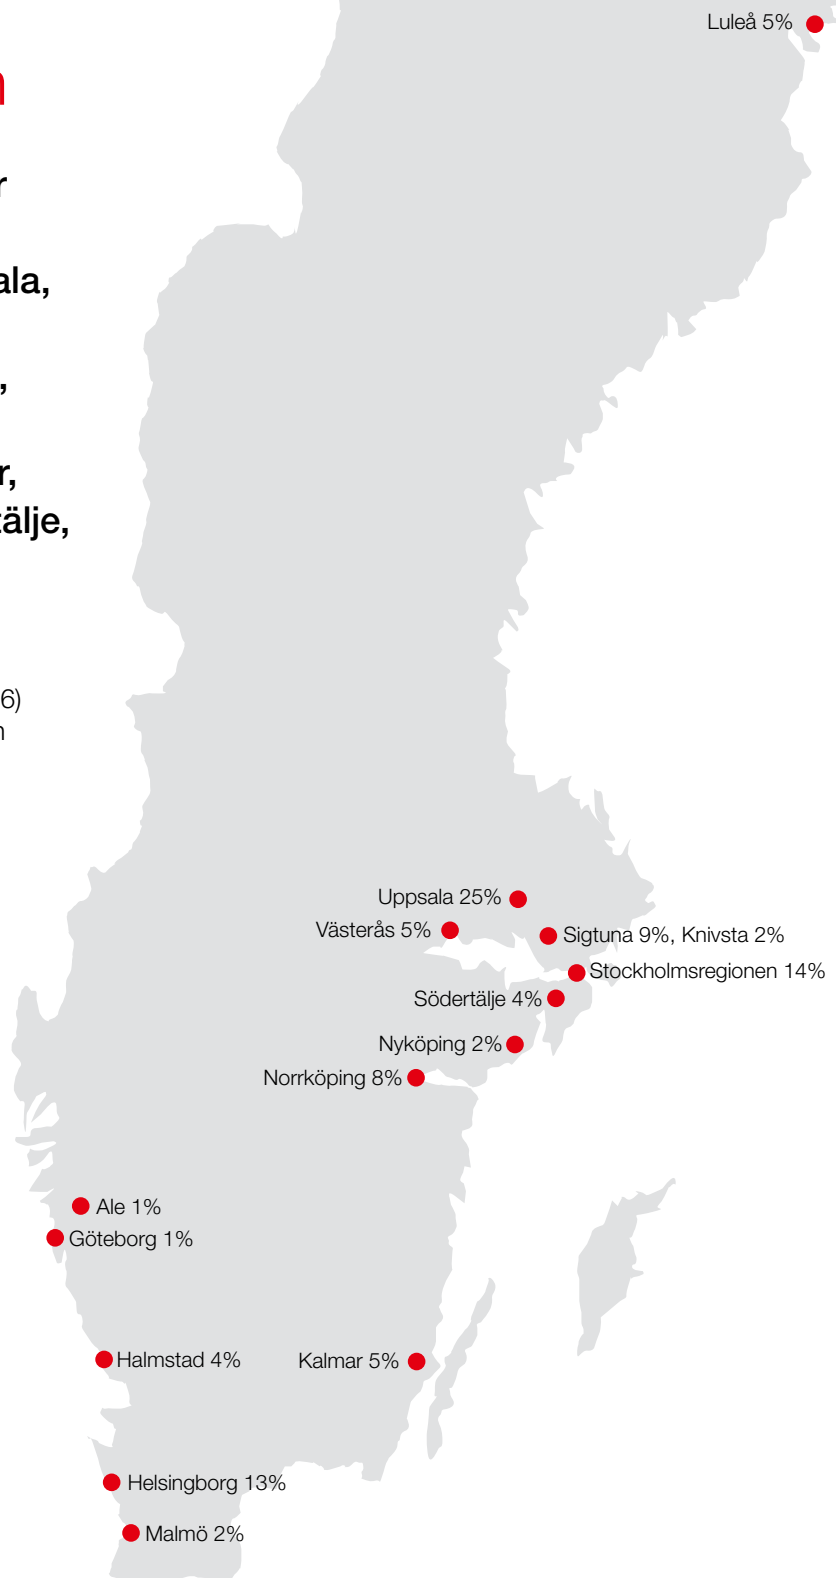 Luleå 5%
ala,
r,
tälje,
6)
Uppsala 25%
Västerås 5%
Sigtuna 9%, Knivsta 2%
Stockholmsregionen 14%
Södertälje 4%
Nyköping 2%
Norrköping 8%
Ale 1%
Göteborg 1%
Halmstad 4%
Kalmar 5%
Helsingborg 13%
Malmö 2%